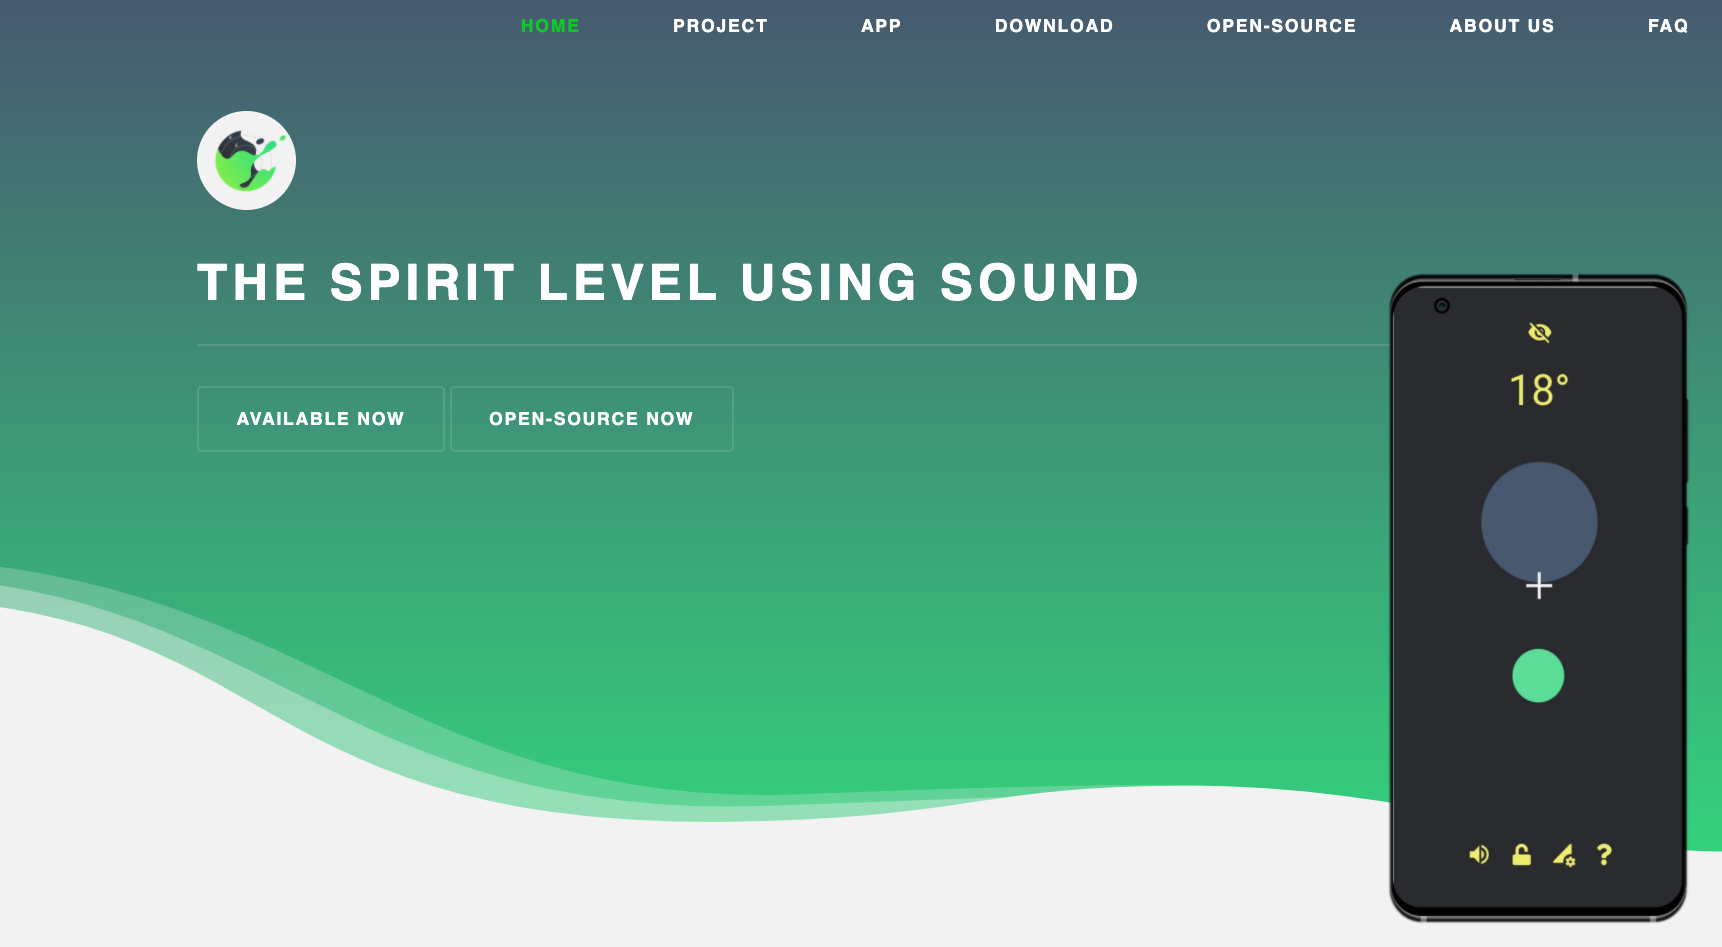 HOME PROJECT APP DOWNLOAD OPEN-SOURCE ABOUT US FAQ
THE SPIRIT LEVEL USING SOUND
AVAILABLE NOW OPEN-SOURCE NOW
18°